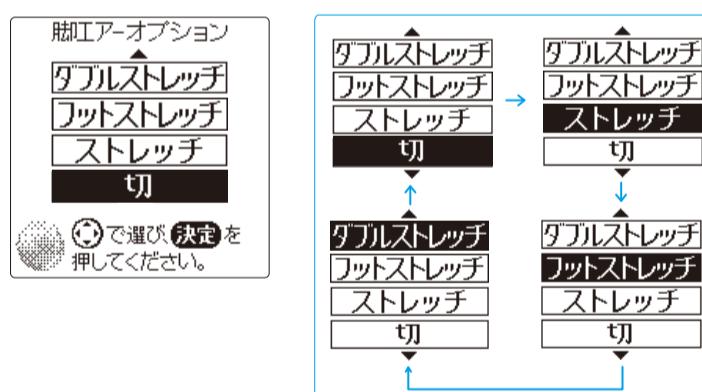 脚エアーオプション
ダブルストレッチ
フットストレッチ
ストレッチ
切
で選び、決定を
押してください。
ダブルストレッチ
フットストレッチ
ストレッチ
切
ダブルストレッチ
フットストレッチ
ストレッチ
切
ダブルストレッチ
フットストレッチ
ストレッチ
切
ダブルストレッチ
フットストレッチ
ストレッチ
切